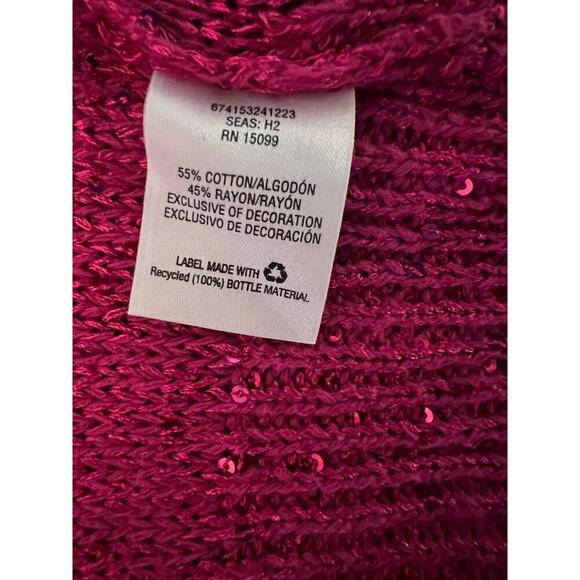 674153241223
SEAS: H2
RN 15099
55% COTTON/ALGODÓN
45% RAYON/RAYÓN
EXCLUSIVE OF DECORATION
EXCLUSIVO DE DECORACIÓN
LABEL MADE WITH
Recycled (100%) BOTTLE MATERIAL